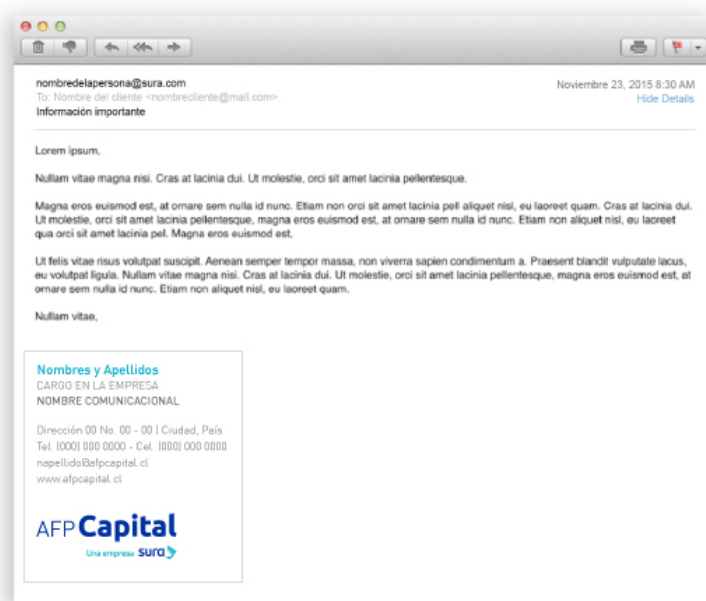 nombredelapersona@sura.com
Noviembre 23, 2015 8:30 AM
To: Nombre del cliente <nombrecliente@mail.com>
Hide Details
Información importante
Lorem ipsum,
Nullam vitae magna nisi. Cras at lacinia dui. Ut molestie, orci sit amet lacinia pellentesque.
Magna eros euismod est, at ornare sem nulla id nunc. Etiam non orci sit amet lacinia pell aliquet nisl, eu laoreet quam. Cras at lacinia dui.
Ut molestie, orci sit amet lacinia pellentesque, magna eros euismod est, at ornare sem nulla id nunc. Etiam non aliquet nisl, eu laoreet
qua orci sit amet lacinia pel. Magna eros euismod est,
Ut felis vitae risus volutpat suscipit. Aenean semper tempor massa, non viverra sapien condimentum a. Praesent blandit vulputate lacus,
eu volutpat ligula. Nullam vitae magna nisi. Cras at lacinia dui. Ut molestie, orci sit amet lacinia pellentesque, magna eros euismod est, at
ornare sem nulla id nunc. Etiam non aliquet nisl, eu laoreet quam.
Nullam vitae,
Nombres y Apellidos
CARGO EN LA EMPRESA
NOMBRE COMUNICACIONAL
Dirección 00 No. 00 - 00 | Ciudad, País
Tel. (000) 000 0000 - Cel. (000) 000 0000
napellido@afpcapital.cl
www.afpcapital.cl
AFP Capital
Una empresa sura